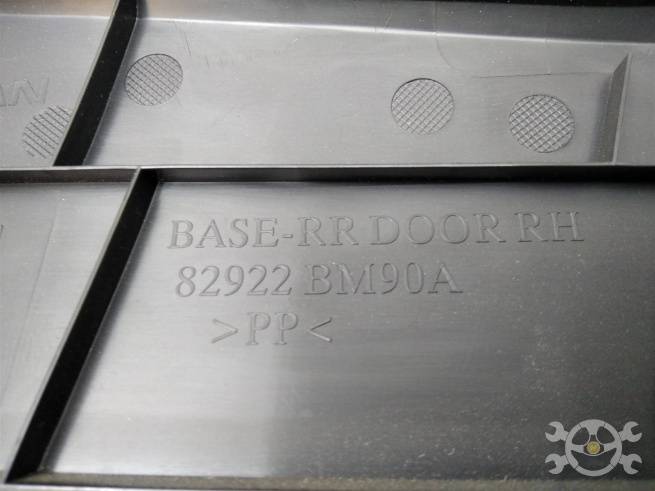 BASE-RR DOOR RH
82922 BM90A
>PP<